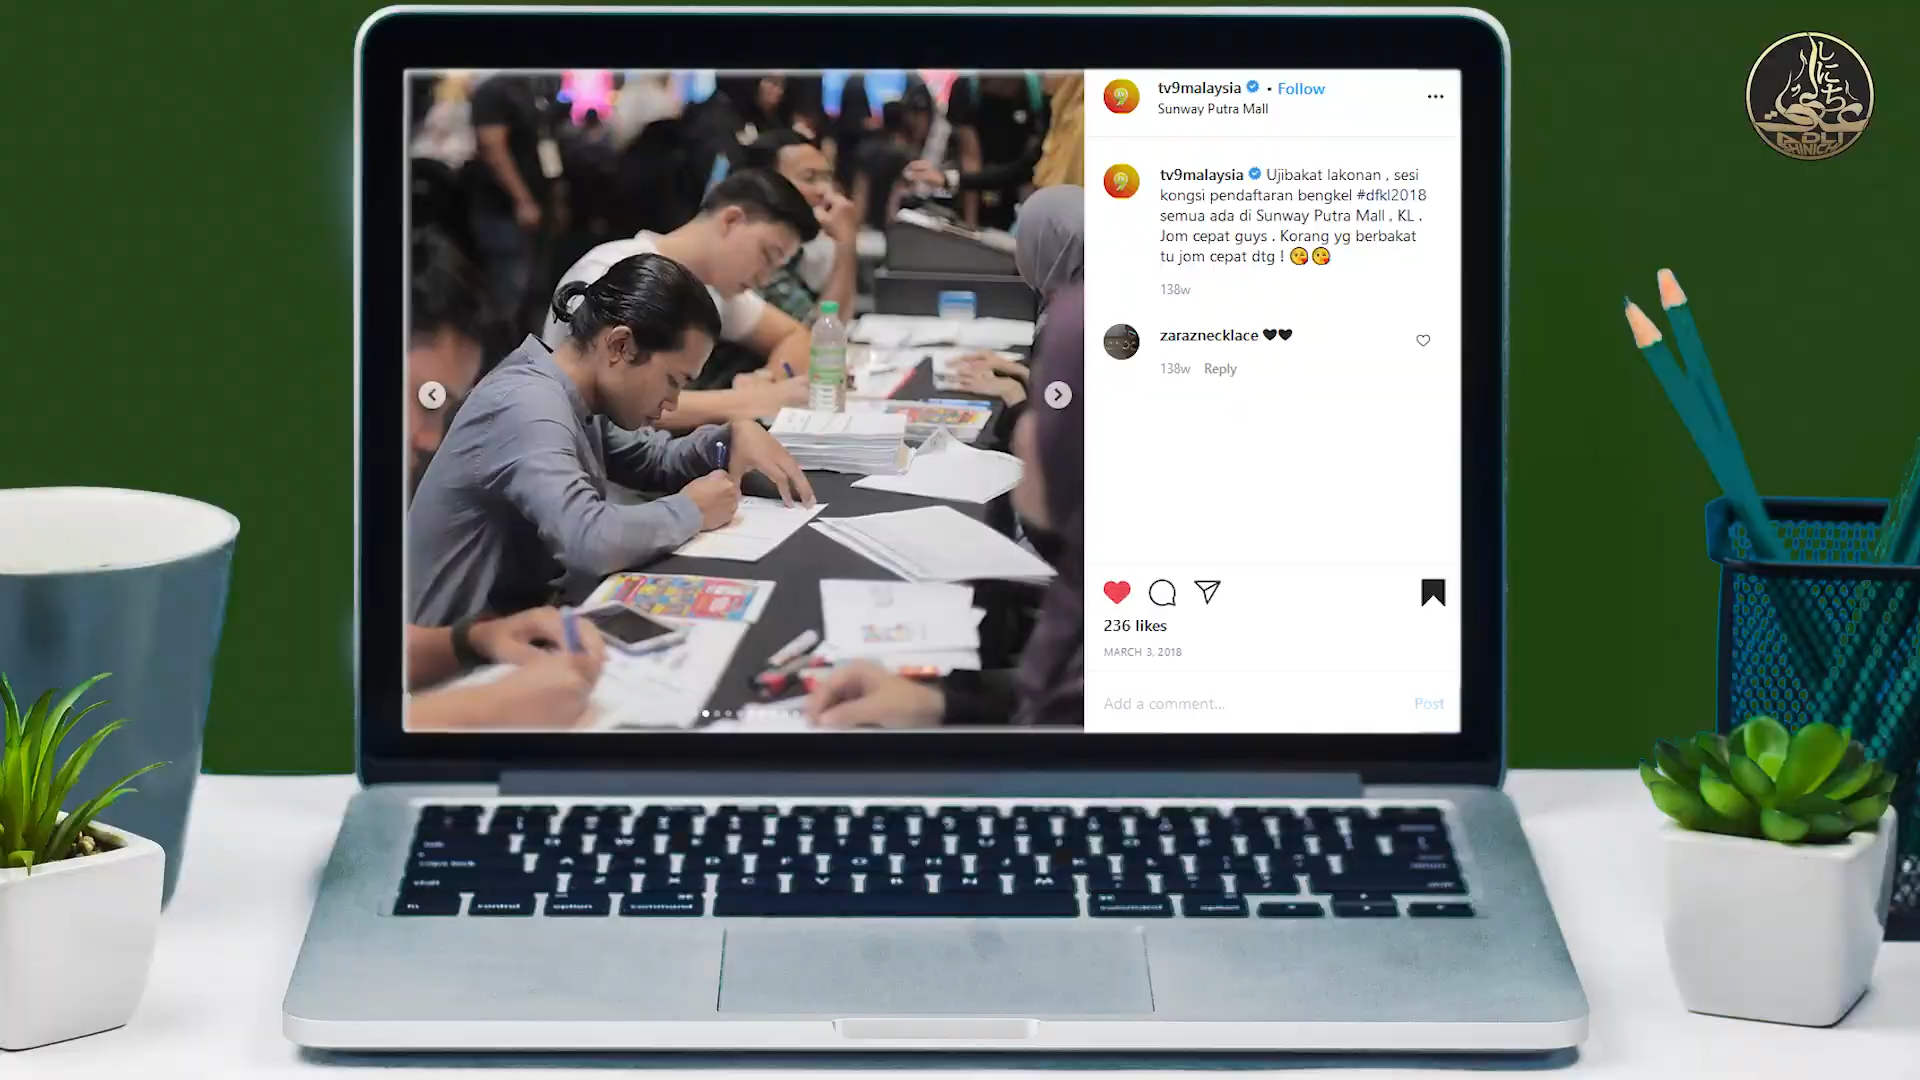 tv9malaysia • Follow
Sunway Putra Mall
tv9malaysia Ujibakat lakonan , sesi
kongsi pendaftaran bengkel #dfkl2018
semua ada di Sunway Putra Mall , KL .
Jom cepat guys . Korang yg berbakat
tu jom cepat dtg ! 😘😘
138w
zaraznecklace 🖤🖤
138w Reply
236 likes
MARCH 3, 2018
Add a comment...
Post